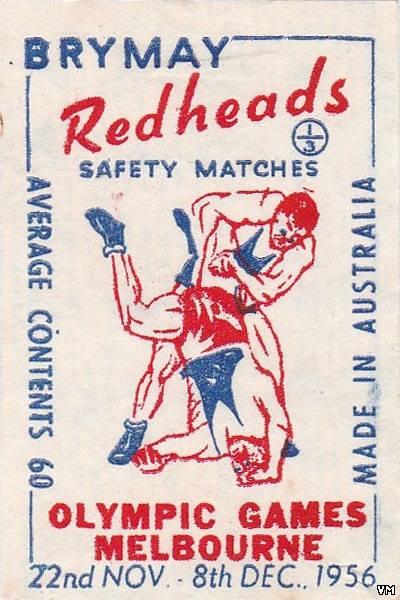 BRYMAY
Redheads
1/3
SAFETY MATCHES
AVERAGE CONTENTS 60
MADE IN AUSTRALIA
OLYMPIC GAMES
MELBOURNE
22nd NOV. - 8th DEC., 1956
VM